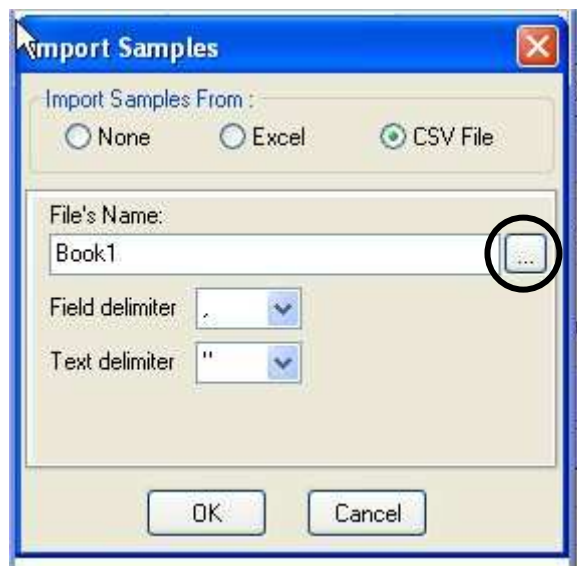 Import Samples
Import Samples From :
None Excel CSV File
File's Name:
Book1 ...
Field delimiter ,
Text delimiter "
OK Cancel